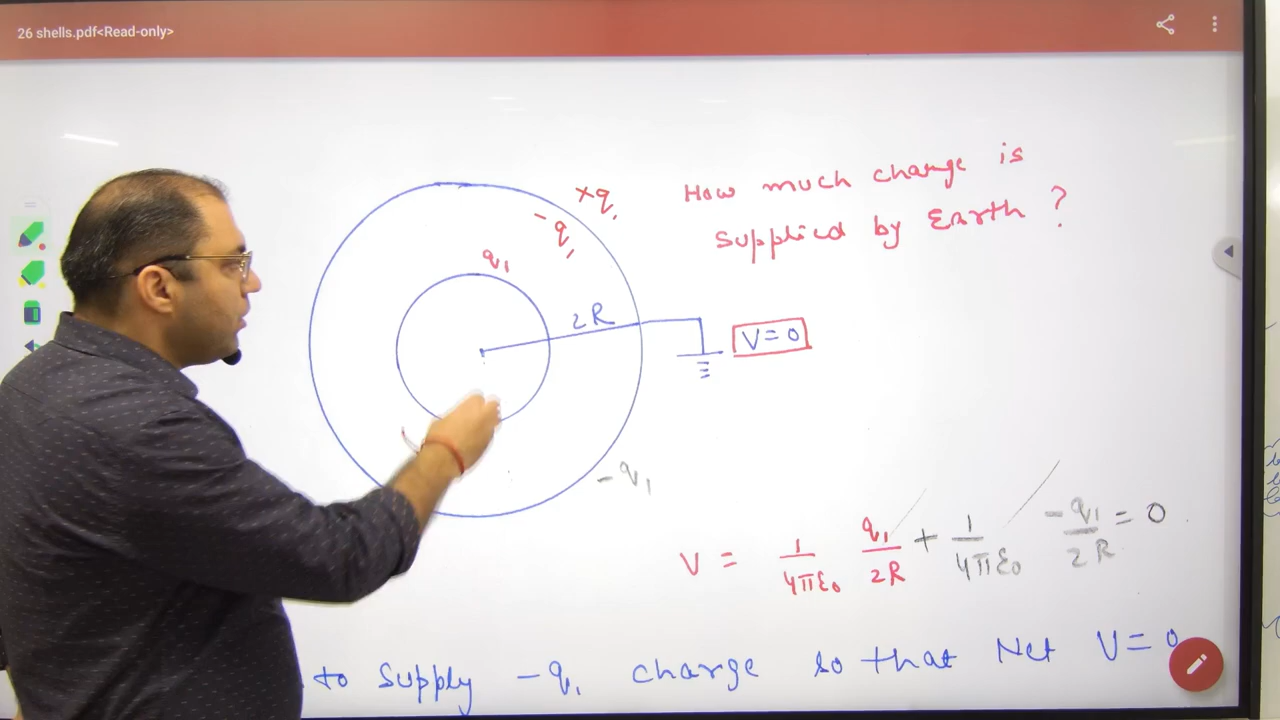 26 shells.pdf<Read-only>
How much charge is
supplied by Earth ?
+q1
-q1
q1
2R
V=0
-q1
V = 1/4πε0 q1/2R + 1/4πε0 -q1/2R = 0
to supply -q1 charge so that Net V=0